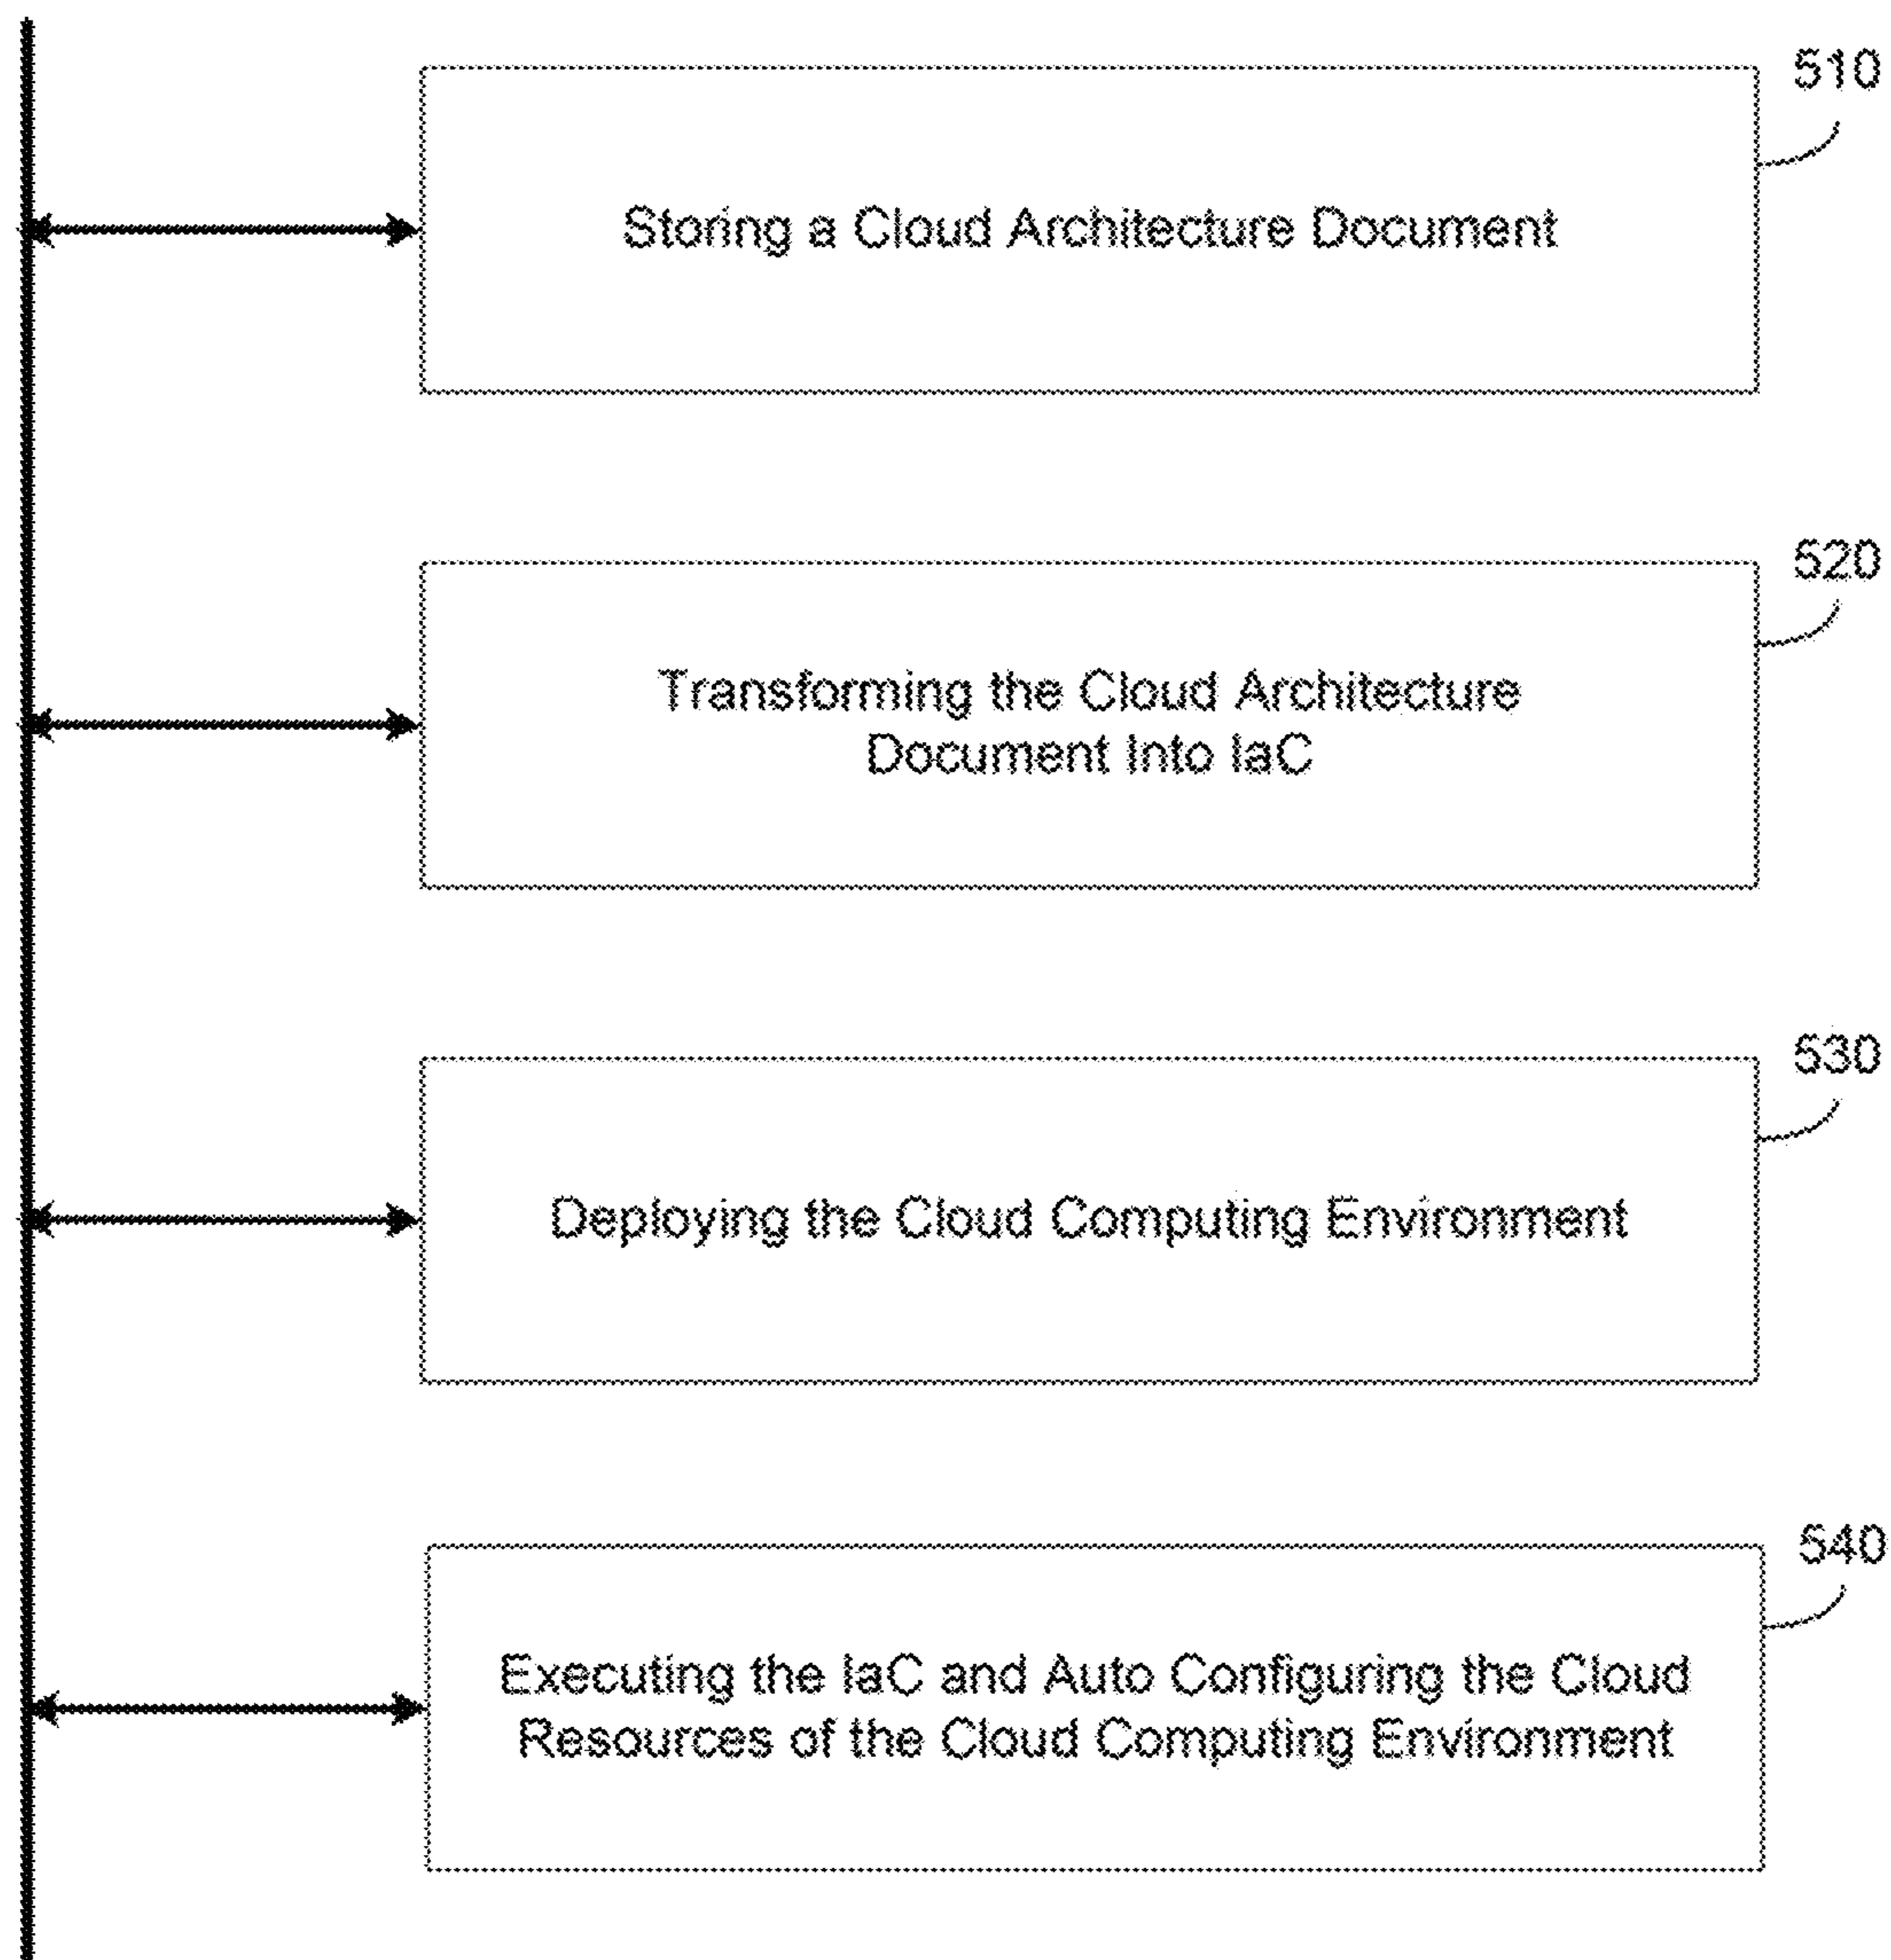 510
Storing a Cloud Architecture Document
520
Transforming the Cloud Architecture
Document Into IaC
530
Deploying the Cloud Computing Environment
540
Executing the IaC and Auto Configuring the Cloud
Resources of the Cloud Computing Environment